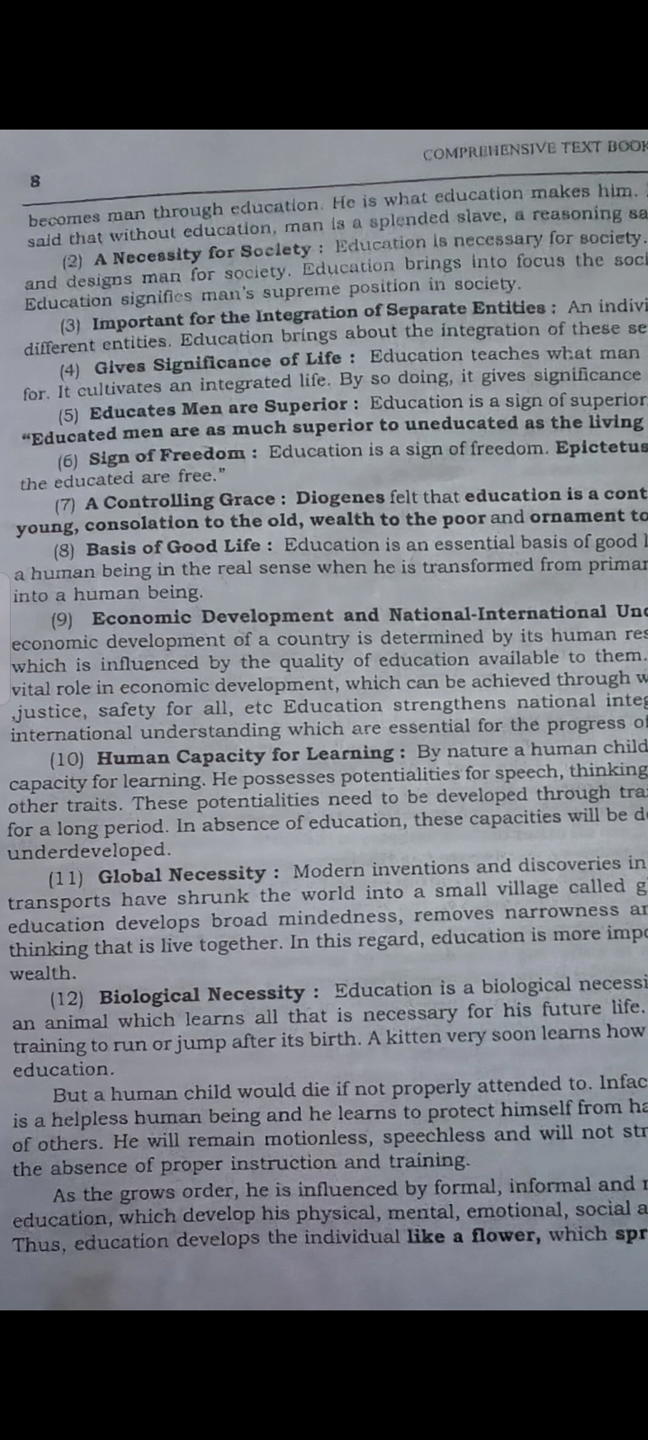 8
COMPREHENSIVE TEXT BOOK
becomes man through education. He is what education makes him.
said that without education, man is a splended slave, a reasoning sa
(2) A Necessity for Society : Education is necessary for society.
and designs man for society. Education brings into focus the soci
Education signifies man's supreme position in society.
(3) Important for the Integration of Separate Entities : An indivi
different entities. Education brings about the integration of these se
(4) Gives Significance of Life : Education teaches what man
for. It cultivates an integrated life. By so doing, it gives significance
(5) Educates Men are Superior : Education is a sign of superior
“Educated men are as much superior to uneducated as the living
(6) Sign of Freedom : Education is a sign of freedom. Epictetus
the educated are free.”
(7) A Controlling Grace : Diogenes felt that education is a cont
young, consolation to the old, wealth to the poor and ornament to
(8) Basis of Good Life : Education is an essential basis of good l
a human being in the real sense when he is transformed from primar
into a human being.
(9) Economic Development and National-International Und
economic development of a country is determined by its human res
which is influenced by the quality of education available to them.
vital role in economic development, which can be achieved through w
,justice, safety for all, etc Education strengthens national integ
international understanding which are essential for the progress of
(10) Human Capacity for Learning : By nature a human child
capacity for learning. He possesses potentialities for speech, thinking
other traits. These potentialities need to be developed through tra
for a long period. In absence of education, these capacities will be d
underdeveloped.
(11) Global Necessity : Modern inventions and discoveries in
transports have shrunk the world into a small village called g
education develops broad mindedness, removes narrowness an
thinking that is live together. In this regard, education is more impo
wealth.
(12) Biological Necessity : Education is a biological necessi
an animal which learns all that is necessary for his future life.
training to run or jump after its birth. A kitten very soon learns how
education.
But a human child would die if not properly attended to. Infac
is a helpless human being and he learns to protect himself from ha
of others. He will remain motionless, speechless and will not str
the absence of proper instruction and training.
As the grows order, he is influenced by formal, informal and
education, which develop his physical, mental, emotional, social a
Thus, education develops the individual like a flower, which spr